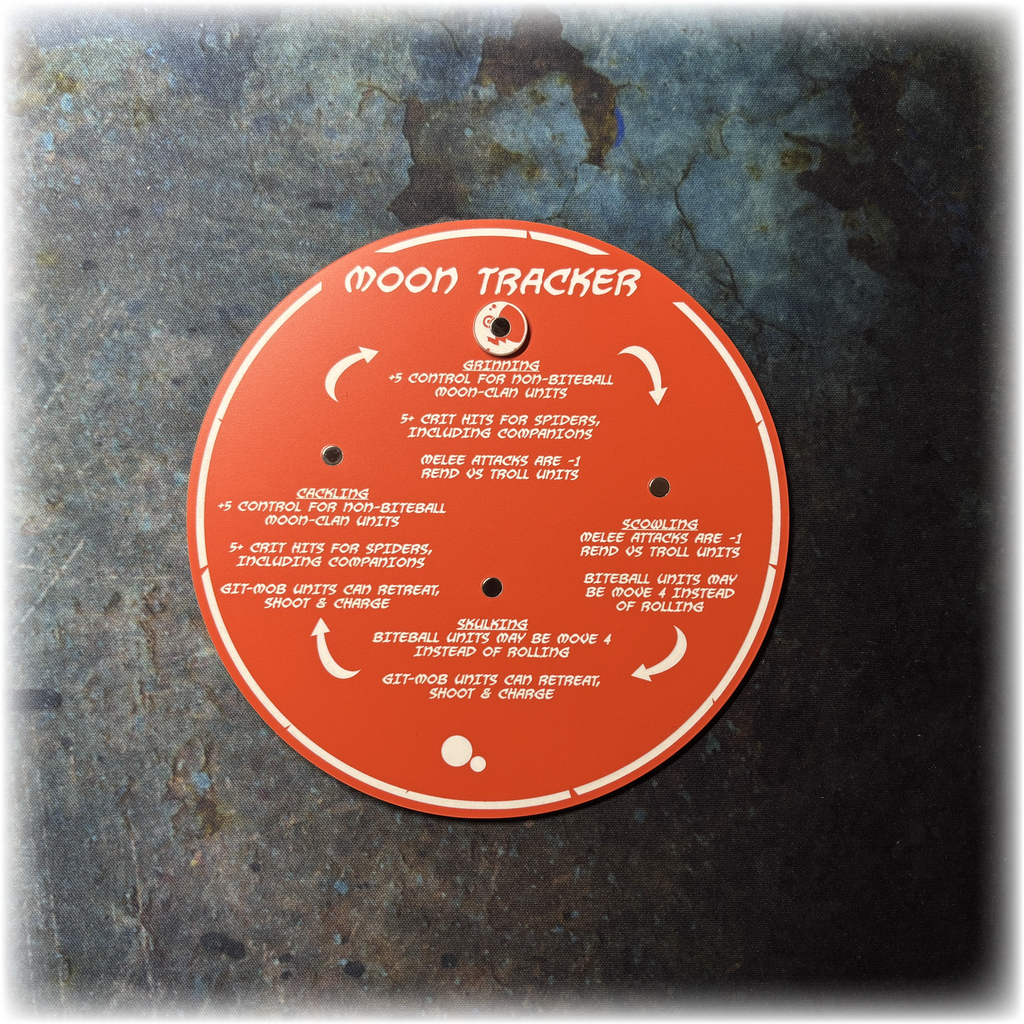 MOON TRACKER
GRINNING
+5 CONTROL FOR NON-BITEBALL
MOON-CLAN UNITS
5+ CRIT HITS FOR SPIDERS,
INCLUDING COMPANIONS
MELEE ATTACKS ARE -1
REND VS TROLL UNITS
CACKLING
+5 CONTROL FOR NON-BITEBALL
MOON-CLAN UNITS
5+ CRIT HITS FOR SPIDERS,
INCLUDING COMPANIONS
GIT-MOB UNITS CAN RETREAT,
SHOOT & CHARGE
SCOWLING
MELEE ATTACKS ARE -1
REND VS TROLL UNITS
BITEBALL UNITS MAY
BE MOVE 4 INSTEAD
OF ROLLING
SKULKING
BITEBALL UNITS MAY BE MOVE 4
INSTEAD OF ROLLING
GIT-MOB UNITS CAN RETREAT,
SHOOT & CHARGE